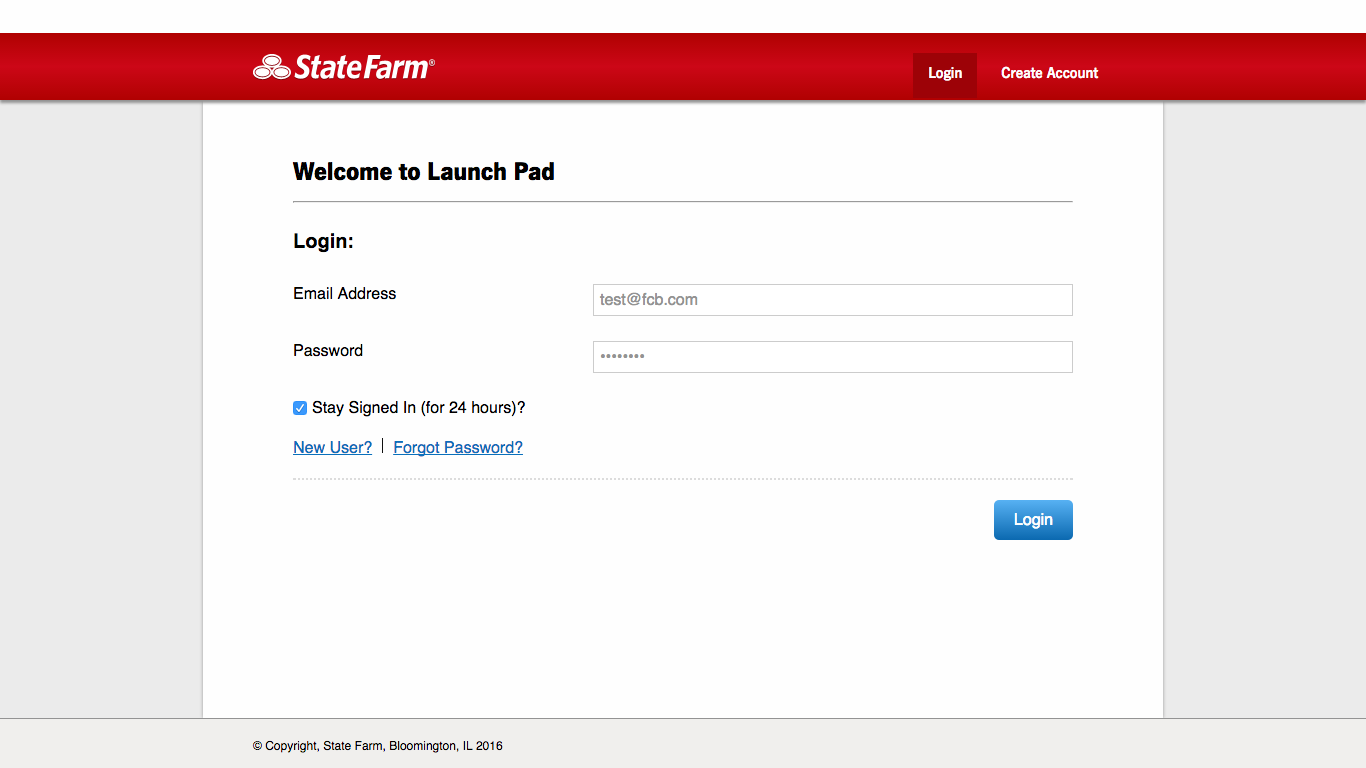 StateFarm®
Login
Create Account
Welcome to Launch Pad
Login:
Email Address
test@fcb.com
Password
••••••••
Stay Signed In (for 24 hours)?
New User? | Forgot Password?
Login
© Copyright, State Farm, Bloomington, IL 2016